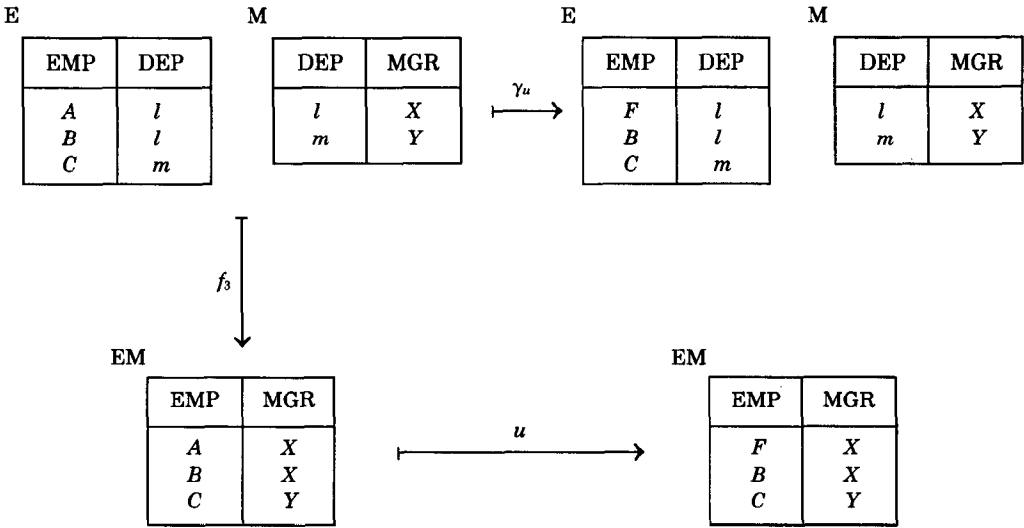 E M E M
EMP DEP DEP MGR EMP DEP DEP MGR
A l l X γu F l l X
B l m Y B l m Y
C m C m
f3
EM EM
EMP MGR EMP MGR
A X u F X
B X B X
C Y C Y